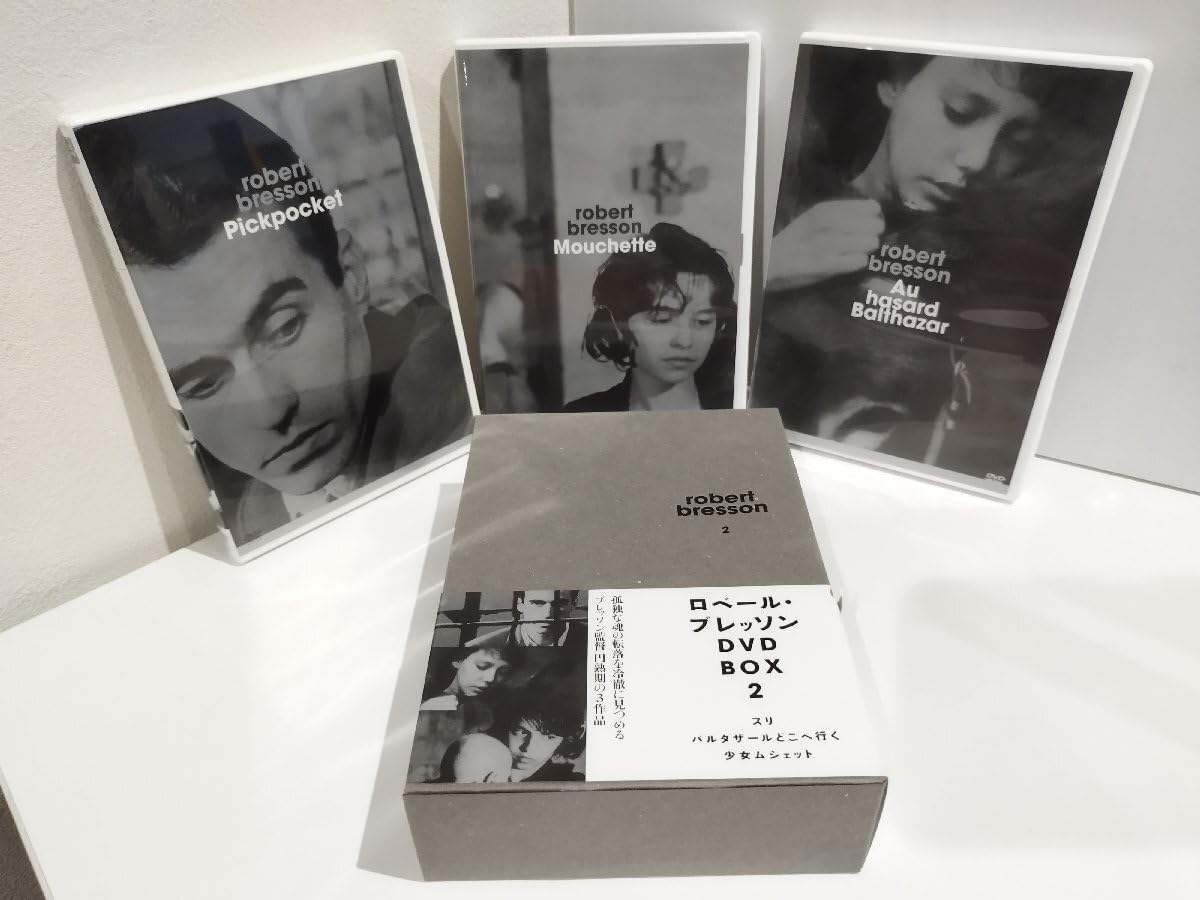 robert
bresson
Pickpocket
robert
bresson
Mouchette
robert
bresson
Au
hasard
Balthazar
DVD
robert
bresson
2
孤独な魂の転落を冷徹に見つめる
ブレッソン監督 円熟期の3作品
ロベール・
ブレッソン
DVD
BOX
2
スリ
バルタザールどこへ行く
少女ムシェット